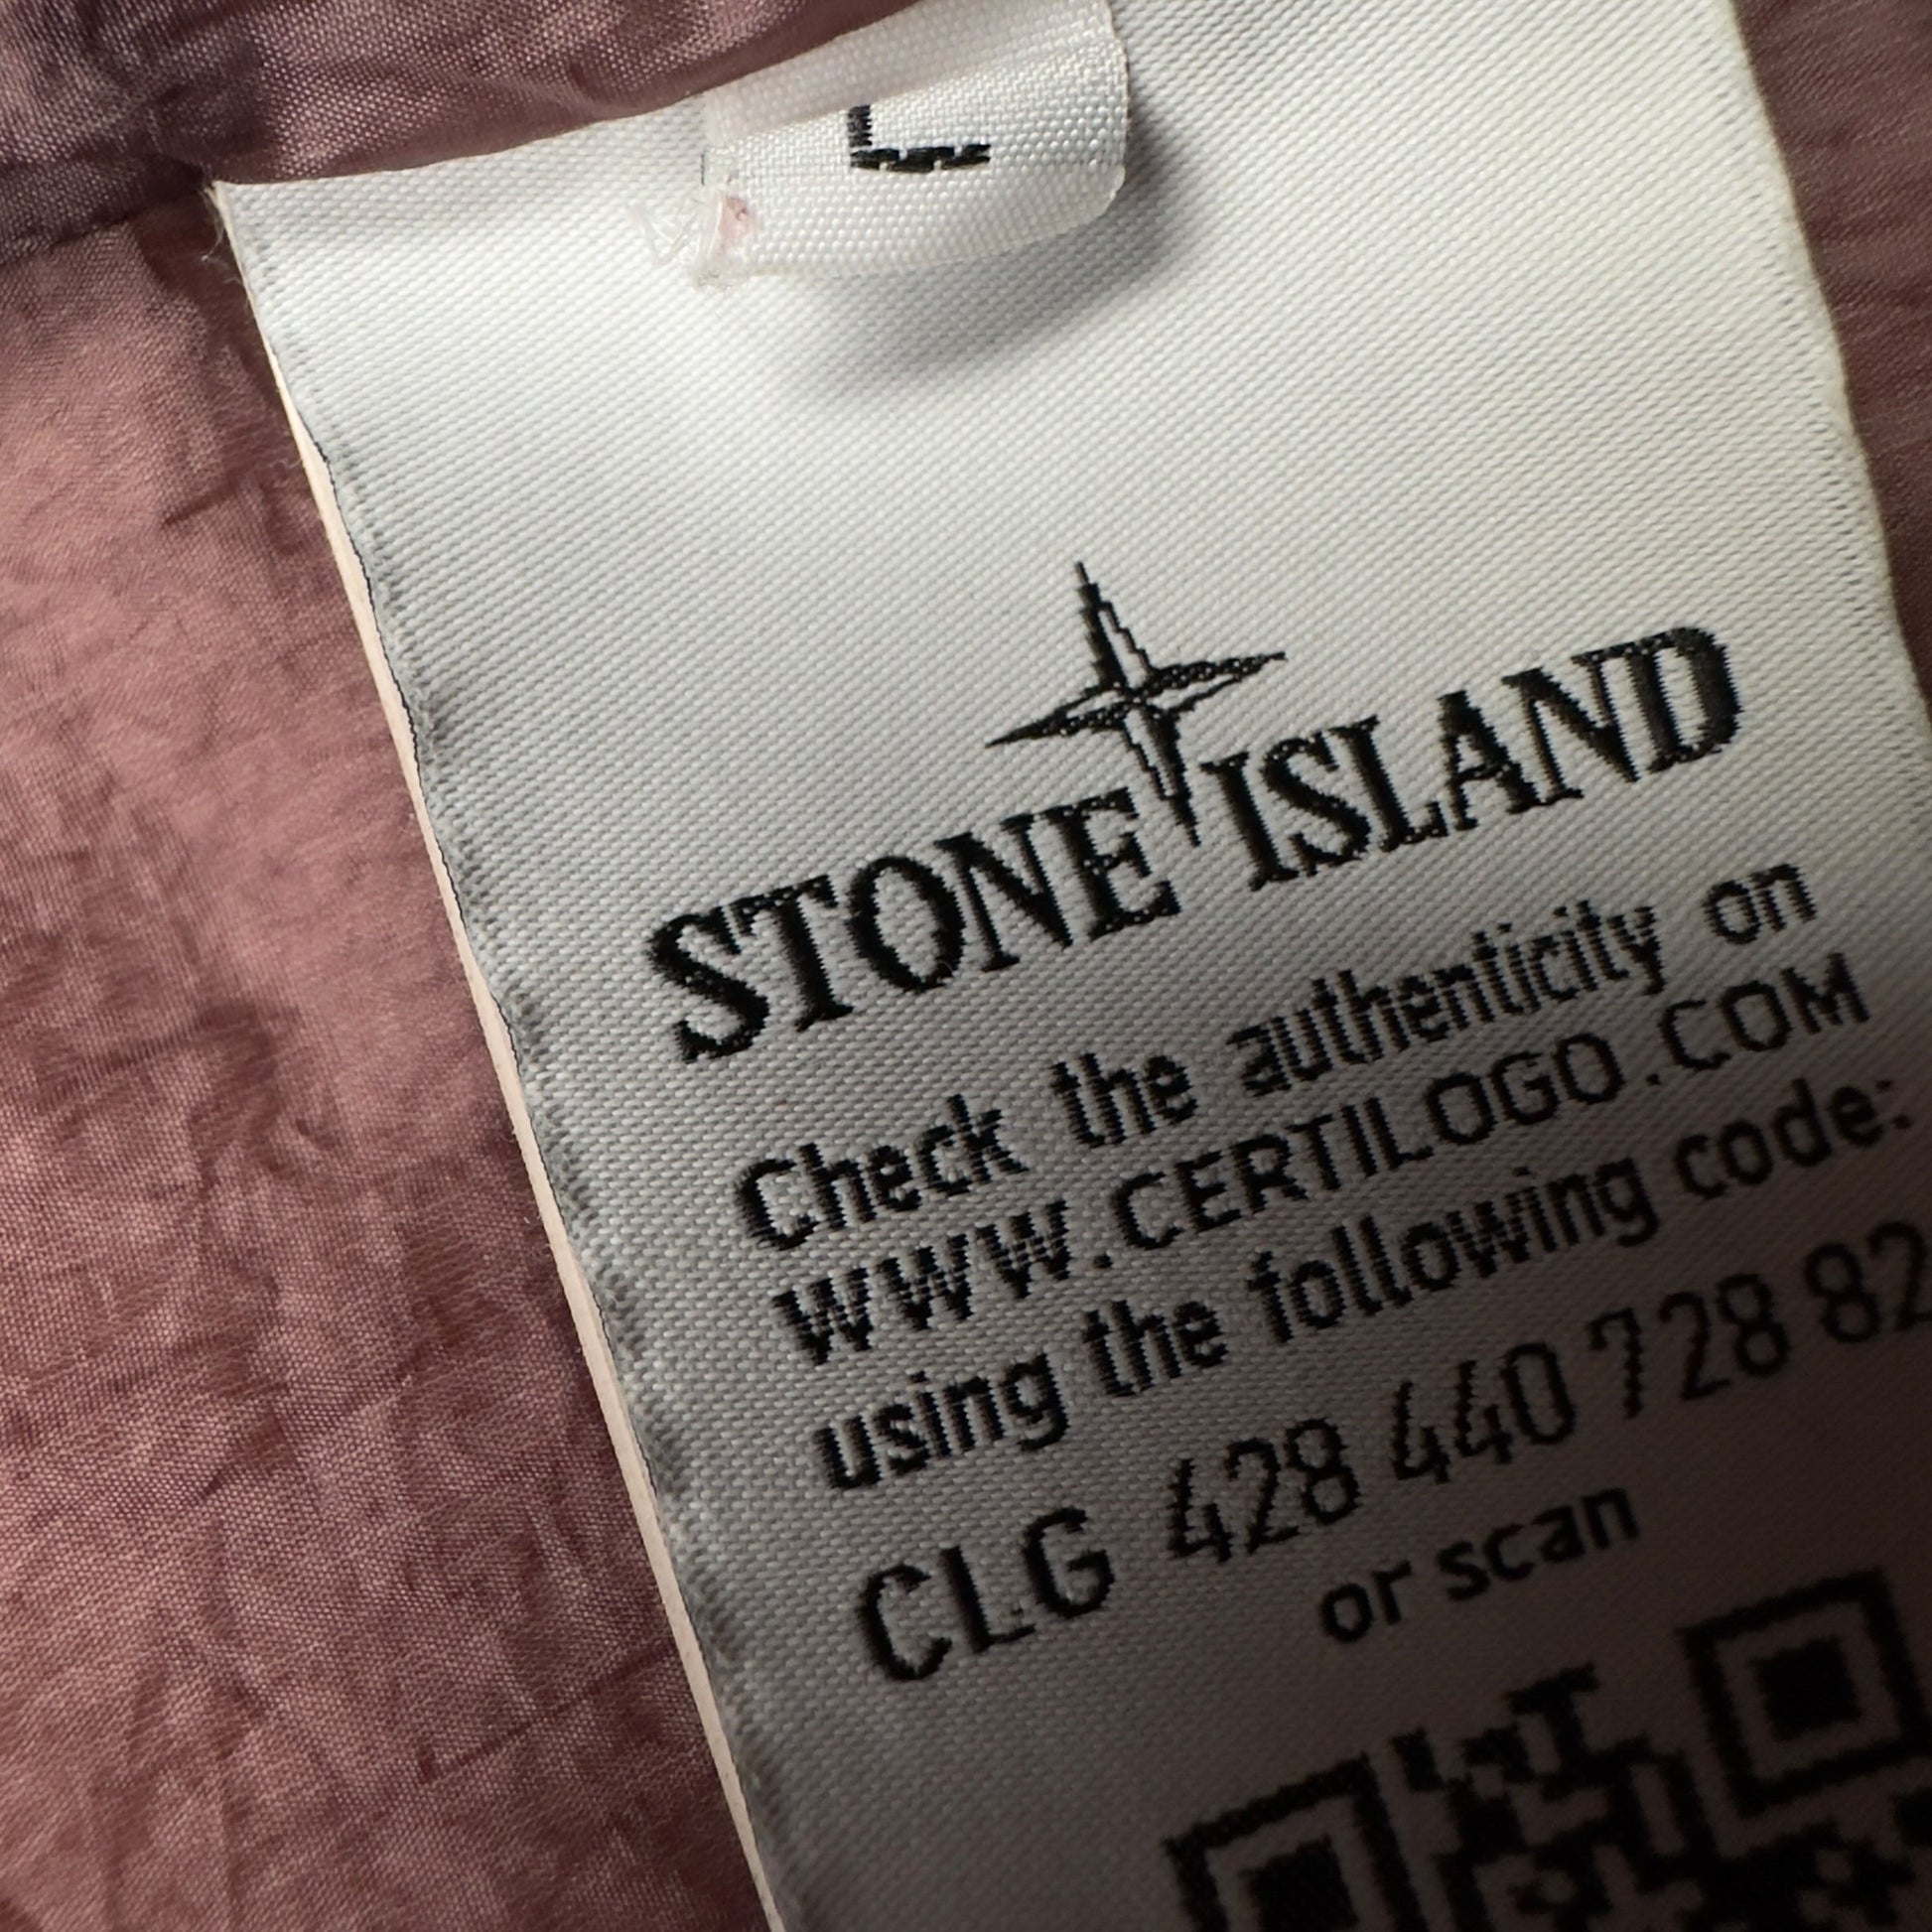 L
STONE ISLAND
Check the authenticity on
WWW.CERTILOGO.COM
using the following code:
CLG 428 440 728 82
or scan